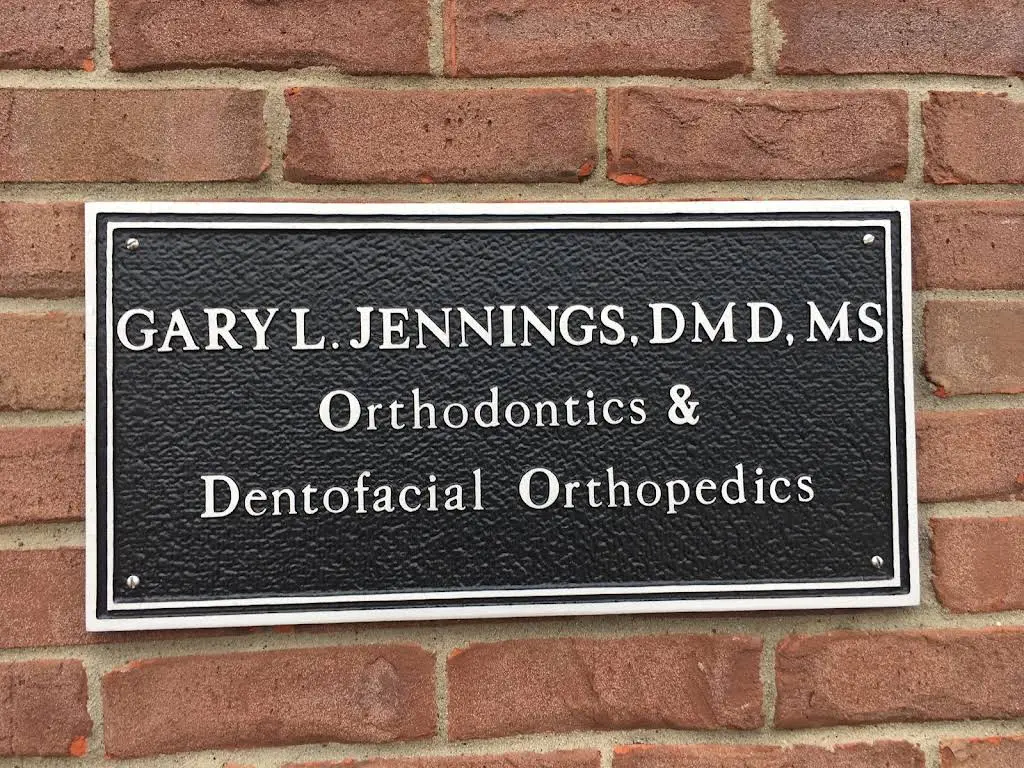 GARY L. JENNINGS, DMD, MS
Orthodontics &
Dentofacial Orthopedics